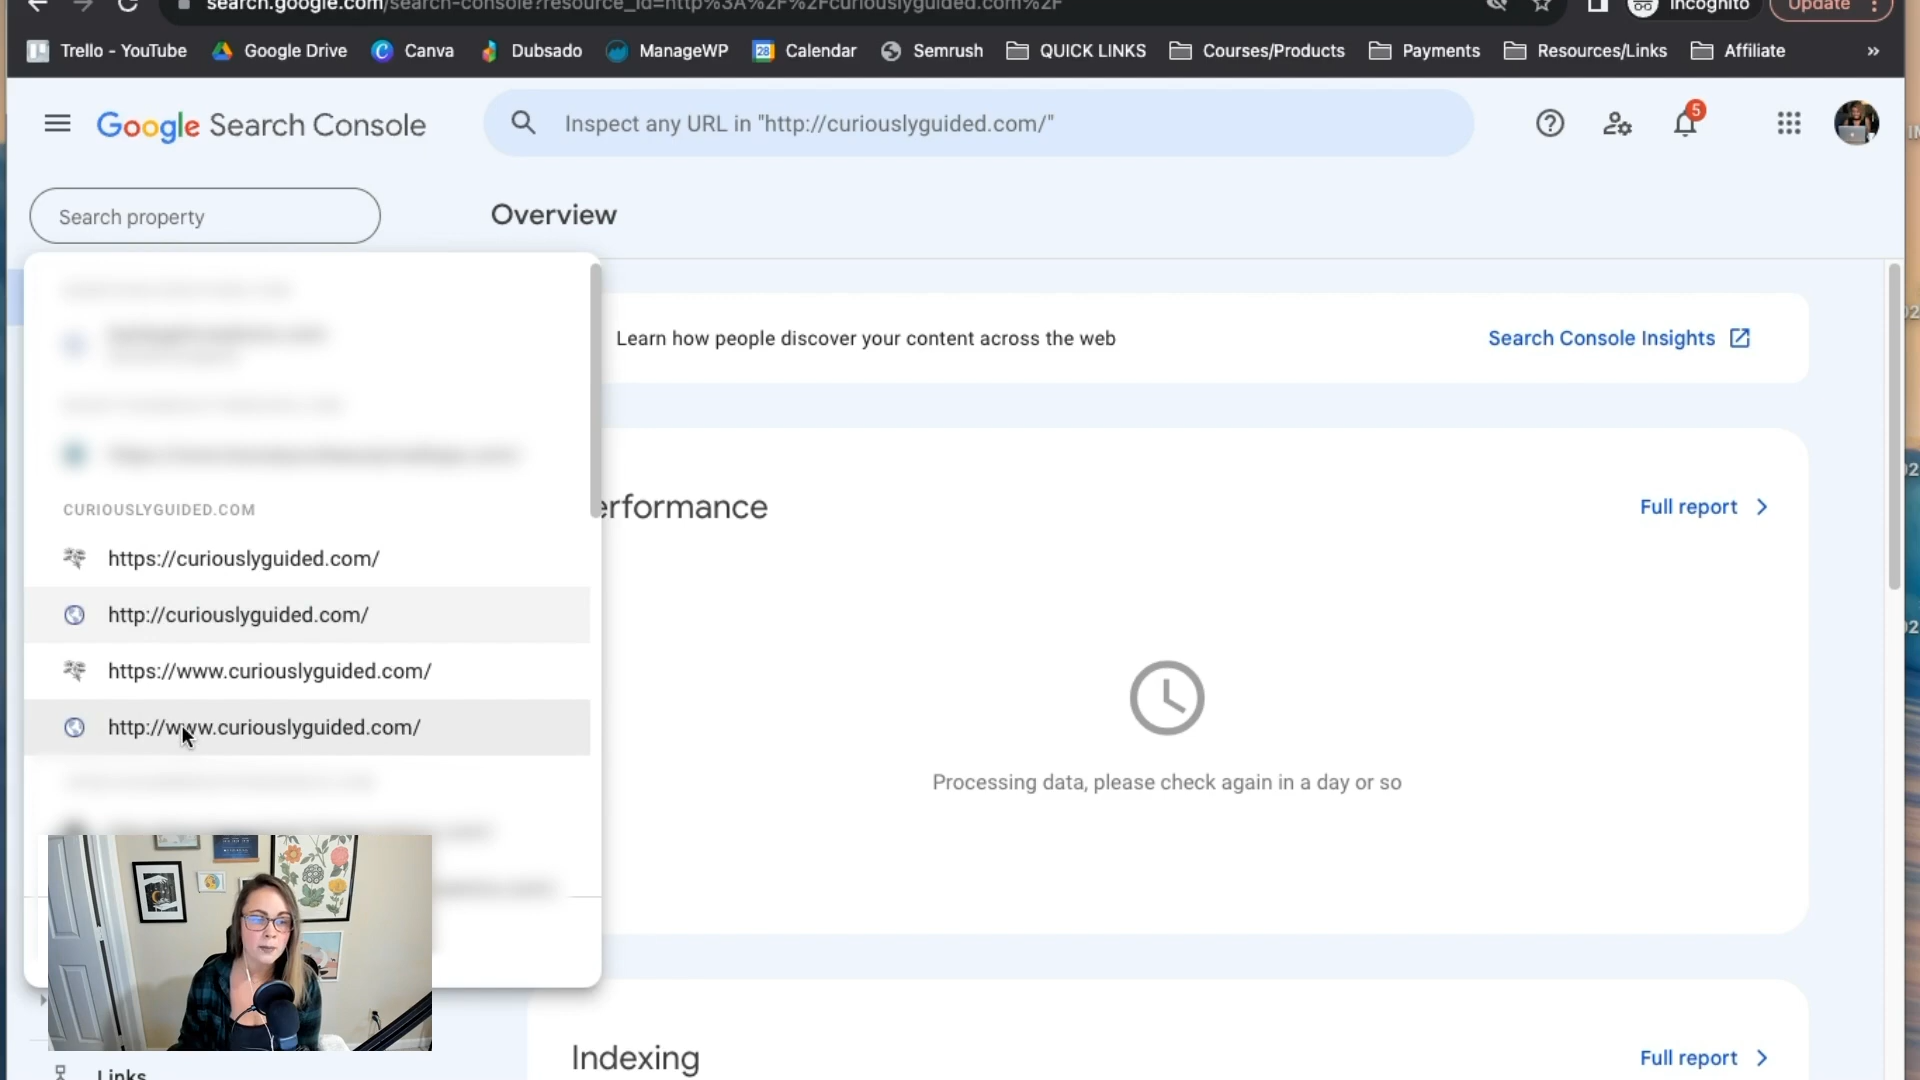 search.google.com/search-console?resource_id=http%3A%2F%2Fcuriouslyguided.com%2F
Incognito
Update
Trello - YouTube
Google Drive
Canva
Dubsado
ManageWP
28
Calendar
Semrush
QUICK LINKS
Courses/Products
Payments
Resources/Links
Affiliate
»
Google Search Console
Inspect any URL in "http://curiouslyguided.com/"
5
Search property
Overview
Learn how people discover your content across the web
Search Console Insights
CURIOUSLYGUIDED.COM
https://curiouslyguided.com/
http://curiouslyguided.com/
https://www.curiouslyguided.com/
http://www.curiouslyguided.com/
erformance
Full report
Processing data, please check again in a day or so
Indexing
Full report
Links